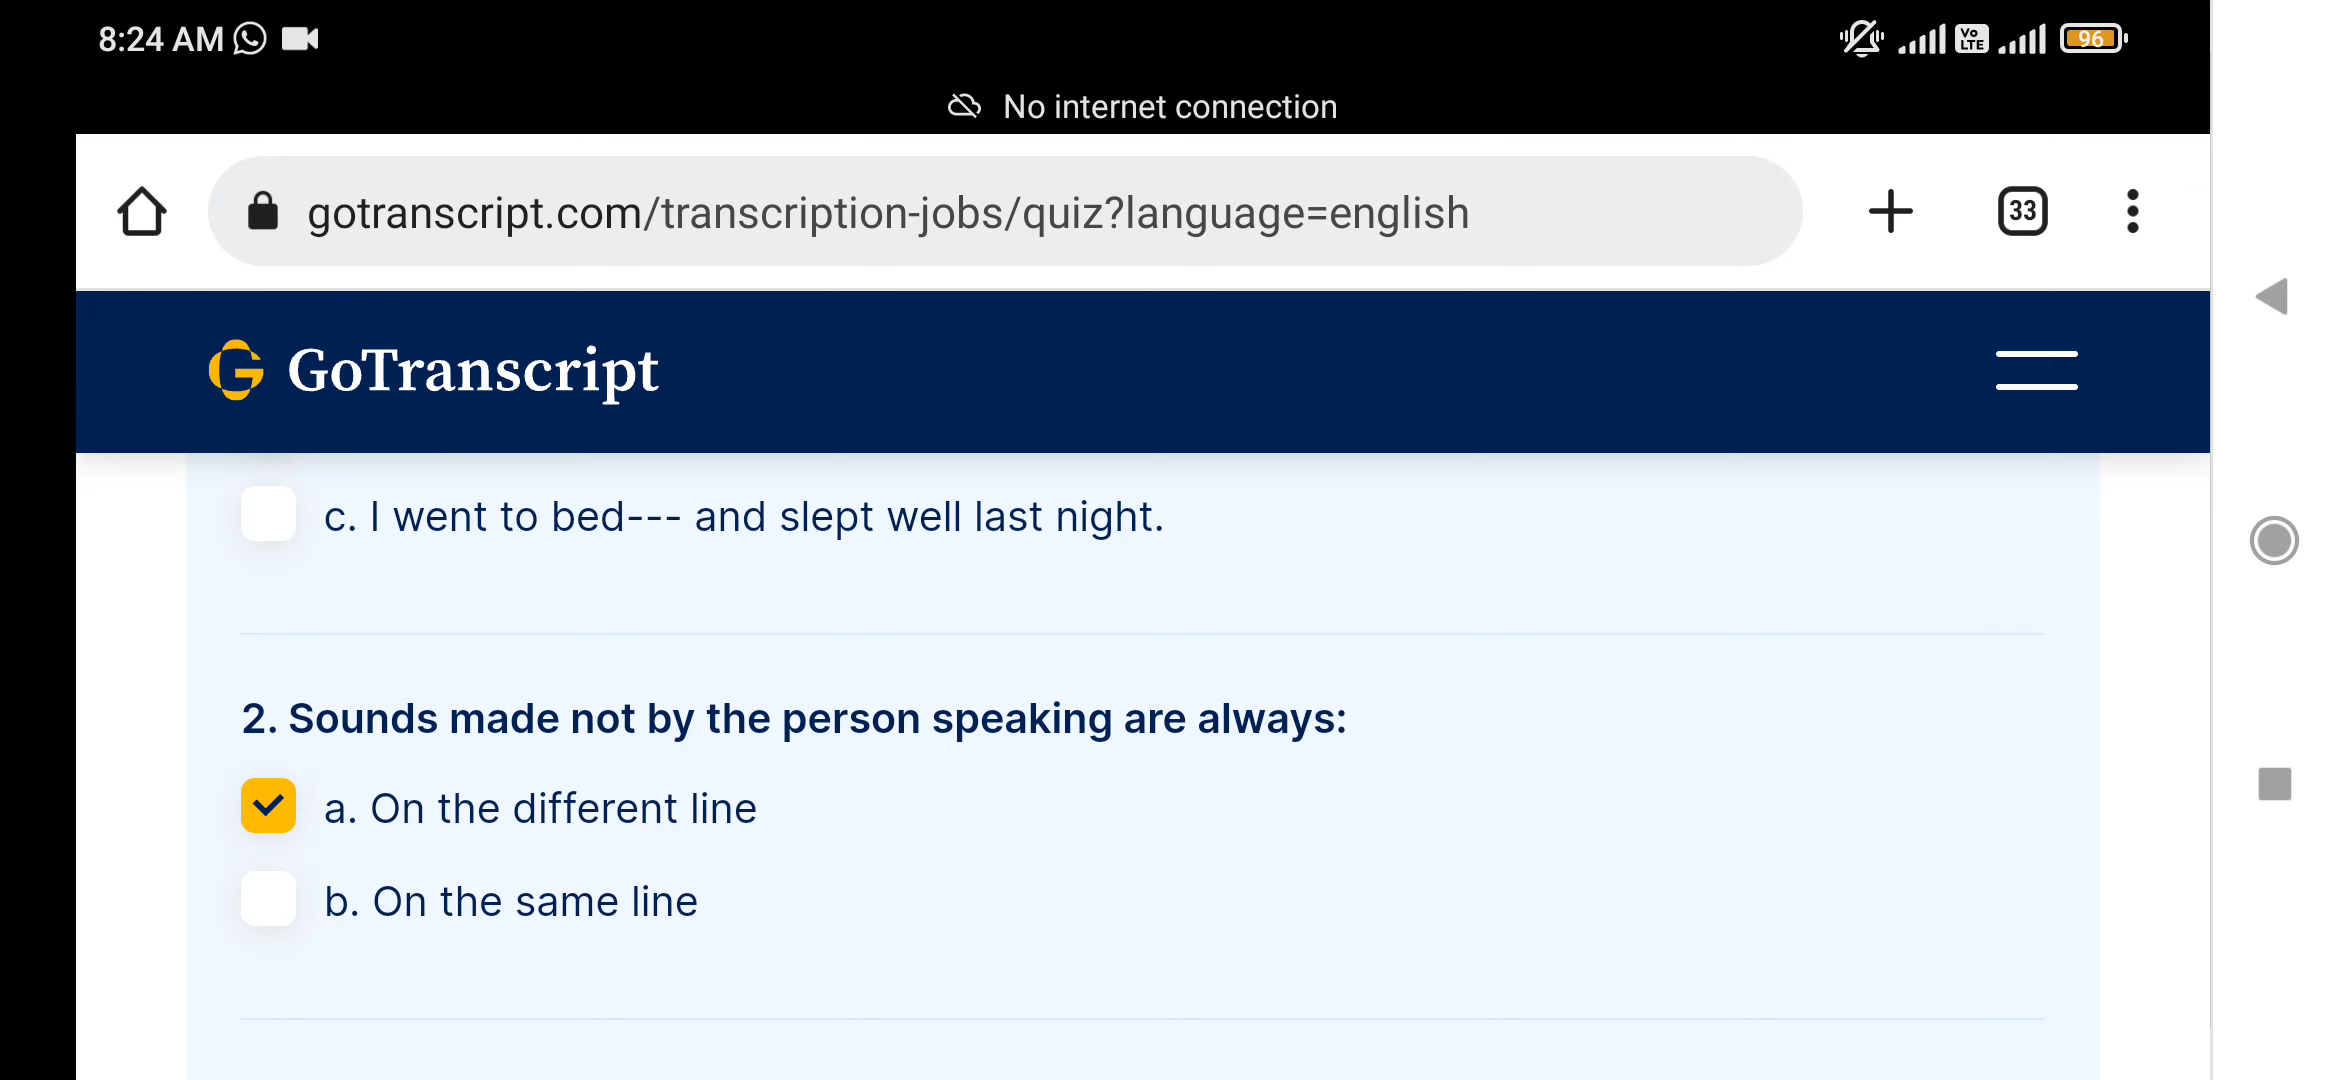 8:24 AM
Vo LTE
96
No internet connection
gotranscript.com/transcription-jobs/quiz?language=english
33
GoTranscript
c. I went to bed--- and slept well last night.
2. Sounds made not by the person speaking are always:
a. On the different line
b. On the same line